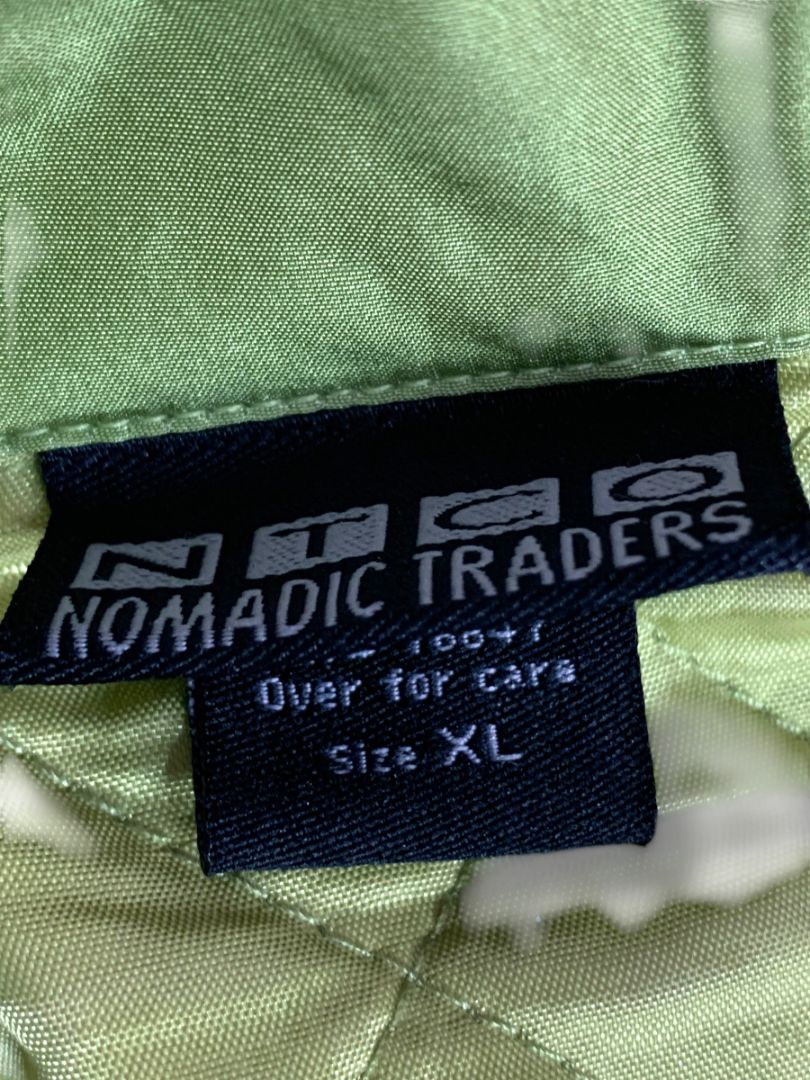 NTCO
NOMADIC TRADERS
Over for care
Size XL